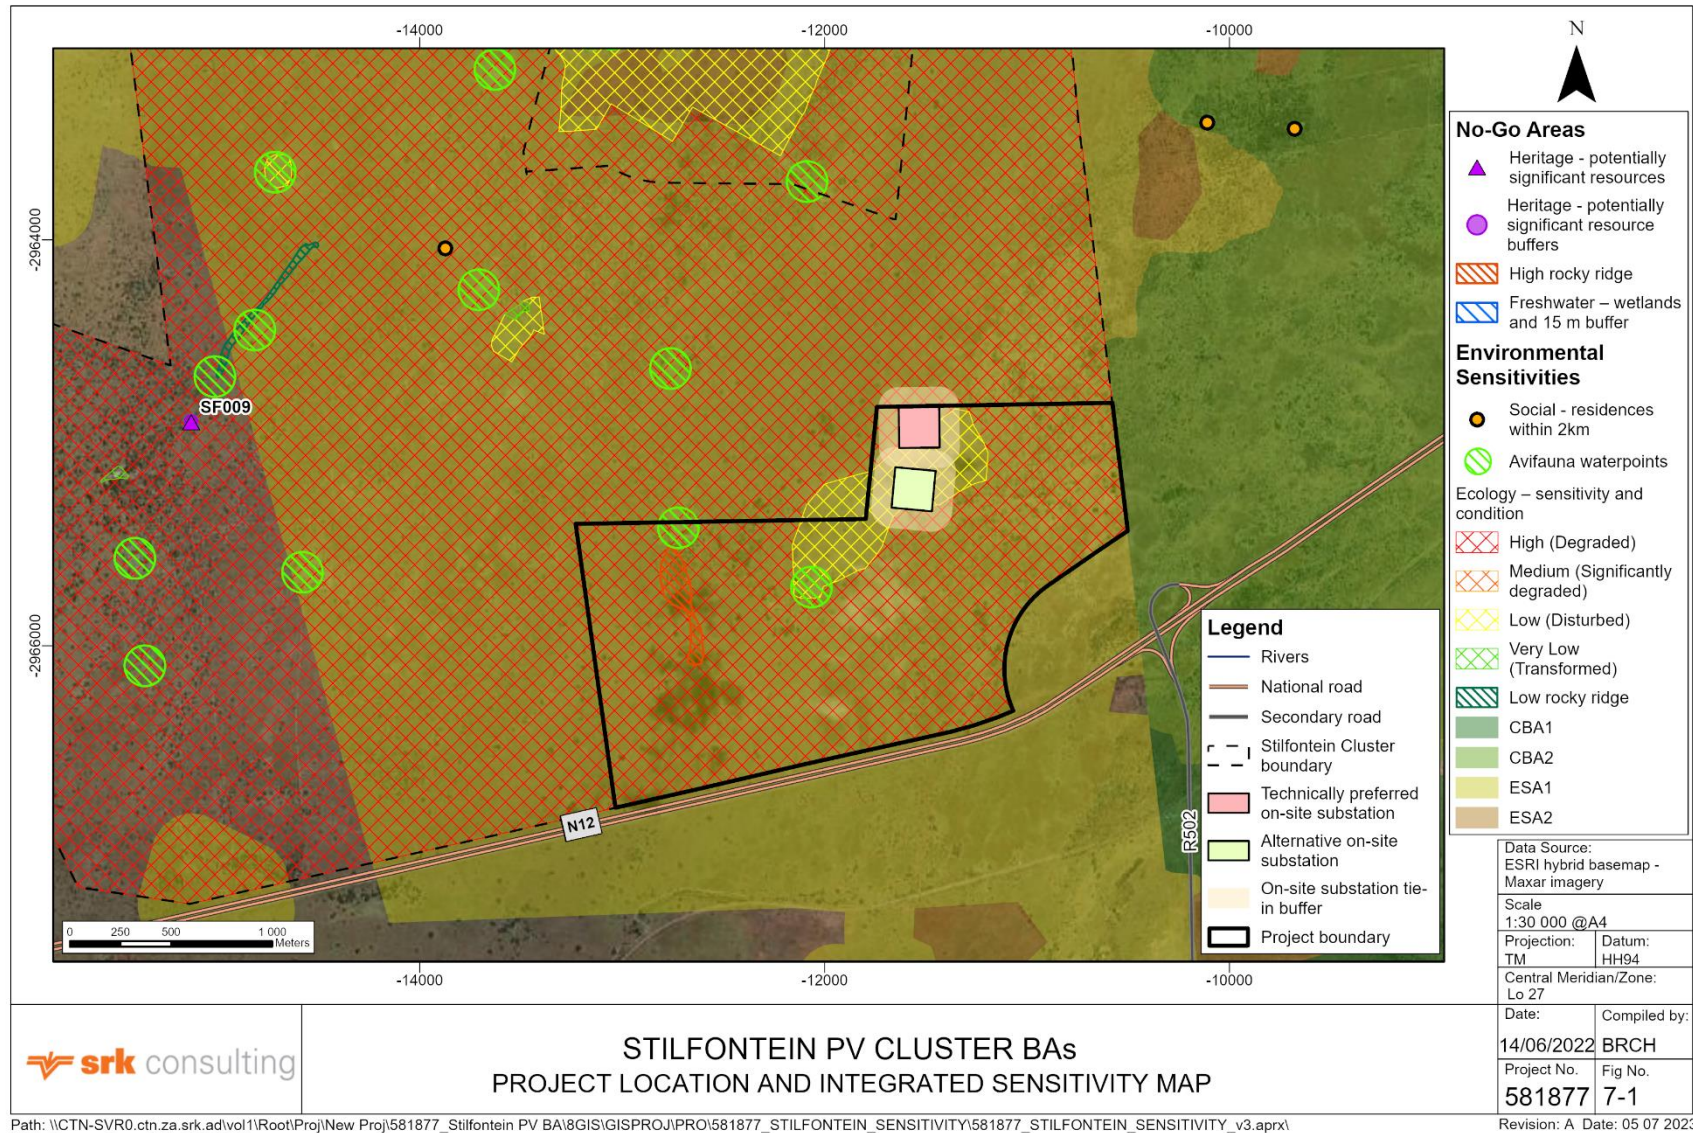 -14000
-12000
-10000
-2964000
-2966000
SF009
N12
R502
0 250 500 1 000
Meters
-14000
-12000
-10000
Legend
Rivers
National road
Secondary road
Stilfontein Cluster
boundary
Technically preferred
on-site substation
Alternative on-site
substation
On-site substation tie-
in buffer
Project boundary
N
No-Go Areas
Heritage - potentially
significant resources
Heritage - potentially
significant resource
buffers
High rocky ridge
Freshwater – wetlands
and 15 m buffer
Environmental
Sensitivities
Social - residences
within 2km
Avifauna waterpoints
Ecology – sensitivity and
condition
High (Degraded)
Medium (Significantly
degraded)
Low (Disturbed)
Very Low
(Transformed)
Low rocky ridge
CBA1
CBA2
ESA1
ESA2
Data Source:
ESRI hybrid basemap -
Maxar imagery
Scale
1:30 000 @A4
Projection: Datum:
TM HH94
Central Meridian/Zone:
Lo 27
Date: Compiled by:
14/06/2022 BRCH
Project No. Fig No.
581877 7-1
srk consulting
STILFONTEIN PV CLUSTER BAs
PROJECT LOCATION AND INTEGRATED SENSITIVITY MAP
Path: \\CTN-SVR0.ctn.za.srk.ad\vol1\Root\Proj\New Proj\581877_Stilfontein PV BA\8GIS\GISPROJ\PRO\581877_STILFONTEIN_SENSITIVITY\581877_STILFONTEIN_SENSITIVITY_v3.aprx\
Revision: A Date: 05 07 2023